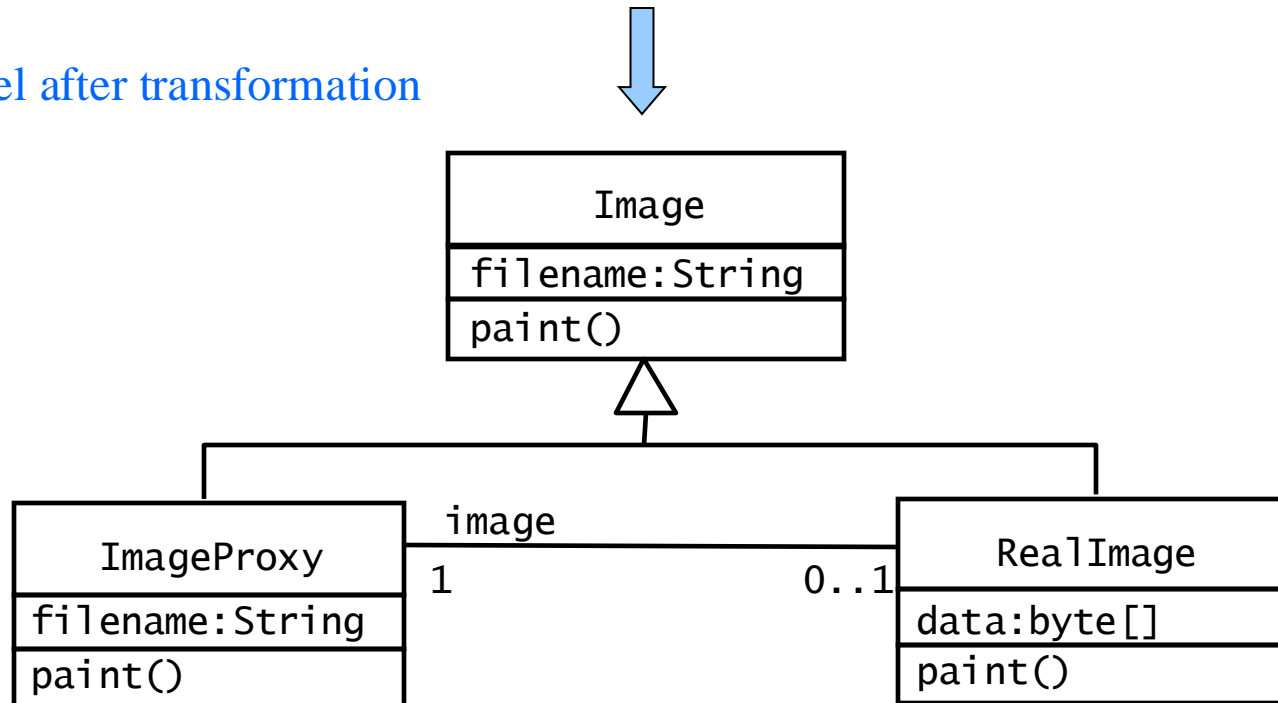 el after transformation
Image
filename:String
paint()
image
ImageProxy
RealImage
1
0..1
filename:String
data:byte[]
paint()
paint()